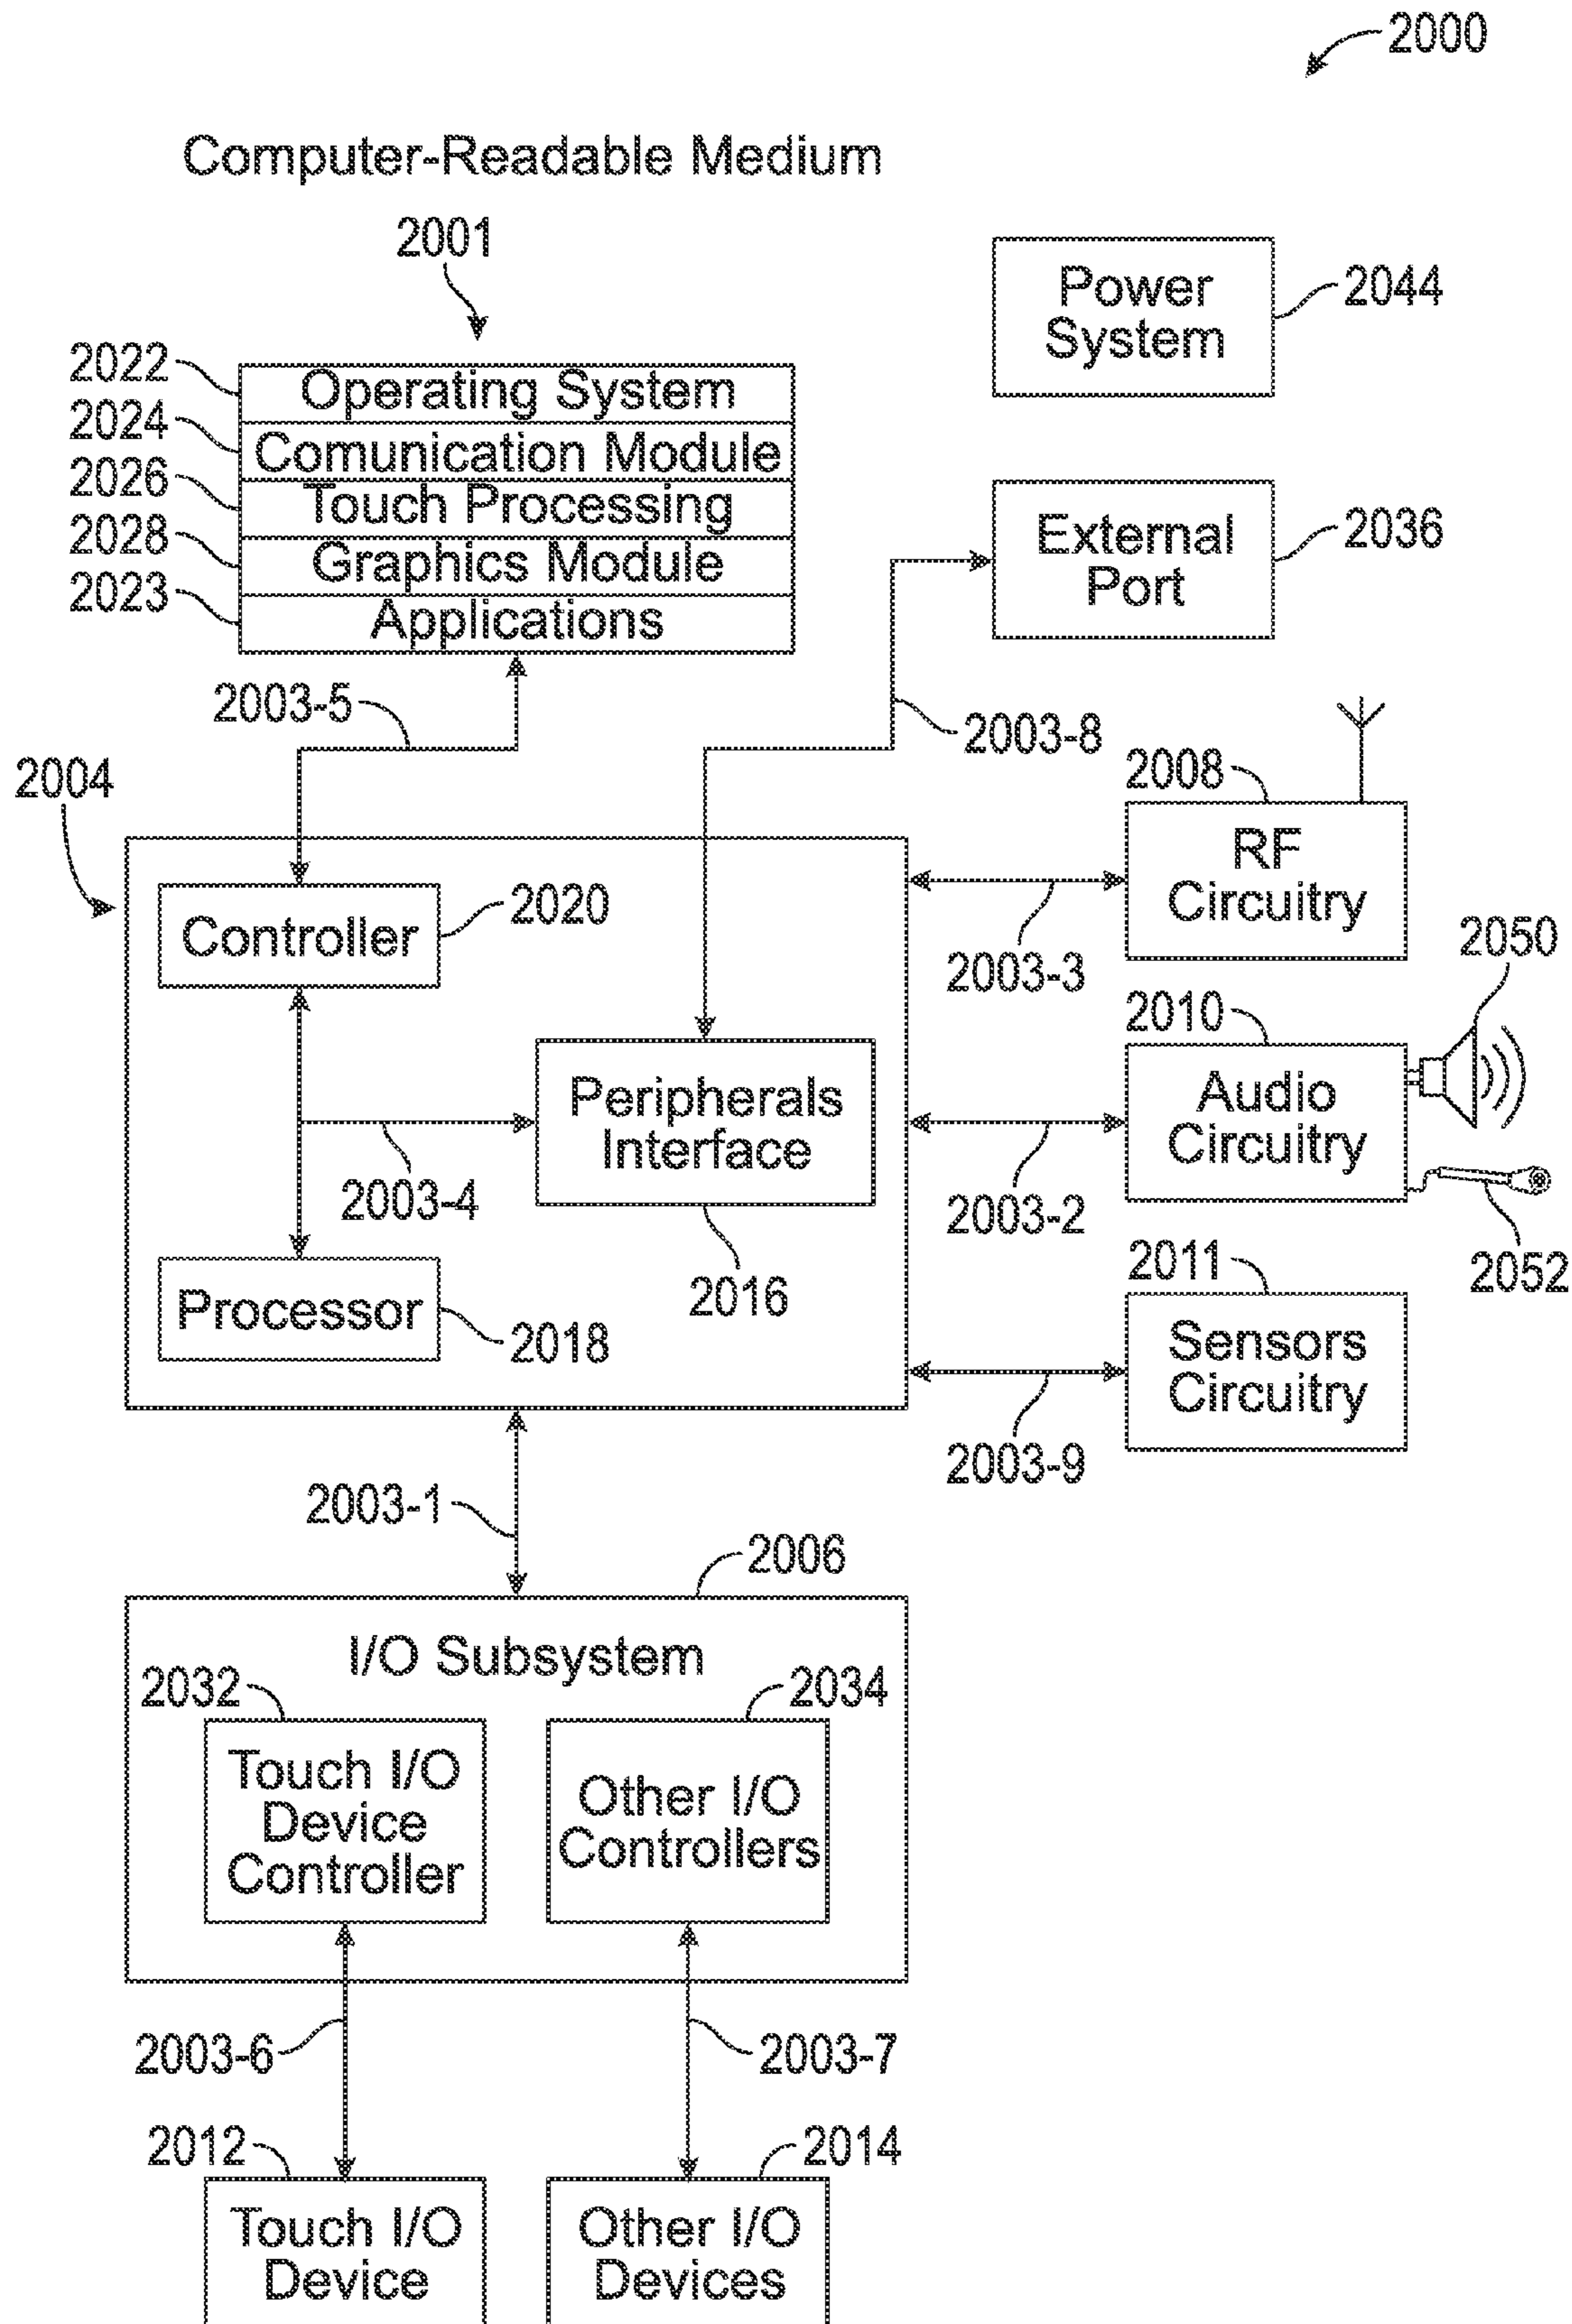 2000
Computer-Readable Medium
2001
Power
System
2044
2022
Operating System
2024
Comunication Module
2026
Touch Processing
2028
Graphics Module
2023
Applications
External
Port
2036
2003-5
2003-8
2004
2008
RF
Circuitry
Controller
2020
2003-3
2050
2010
Audio
Circuitry
Peripherals
Interface
2003-4
2003-2
2052
2016
2011
Processor
2018
Sensors
Circuitry
2003-9
2003-1
2006
I/O Subsystem
2032
2034
Touch I/O
Device
Controller
Other I/O
Controllers
2003-6
2003-7
2012
2014
Touch I/O
Device
Other I/O
Devices